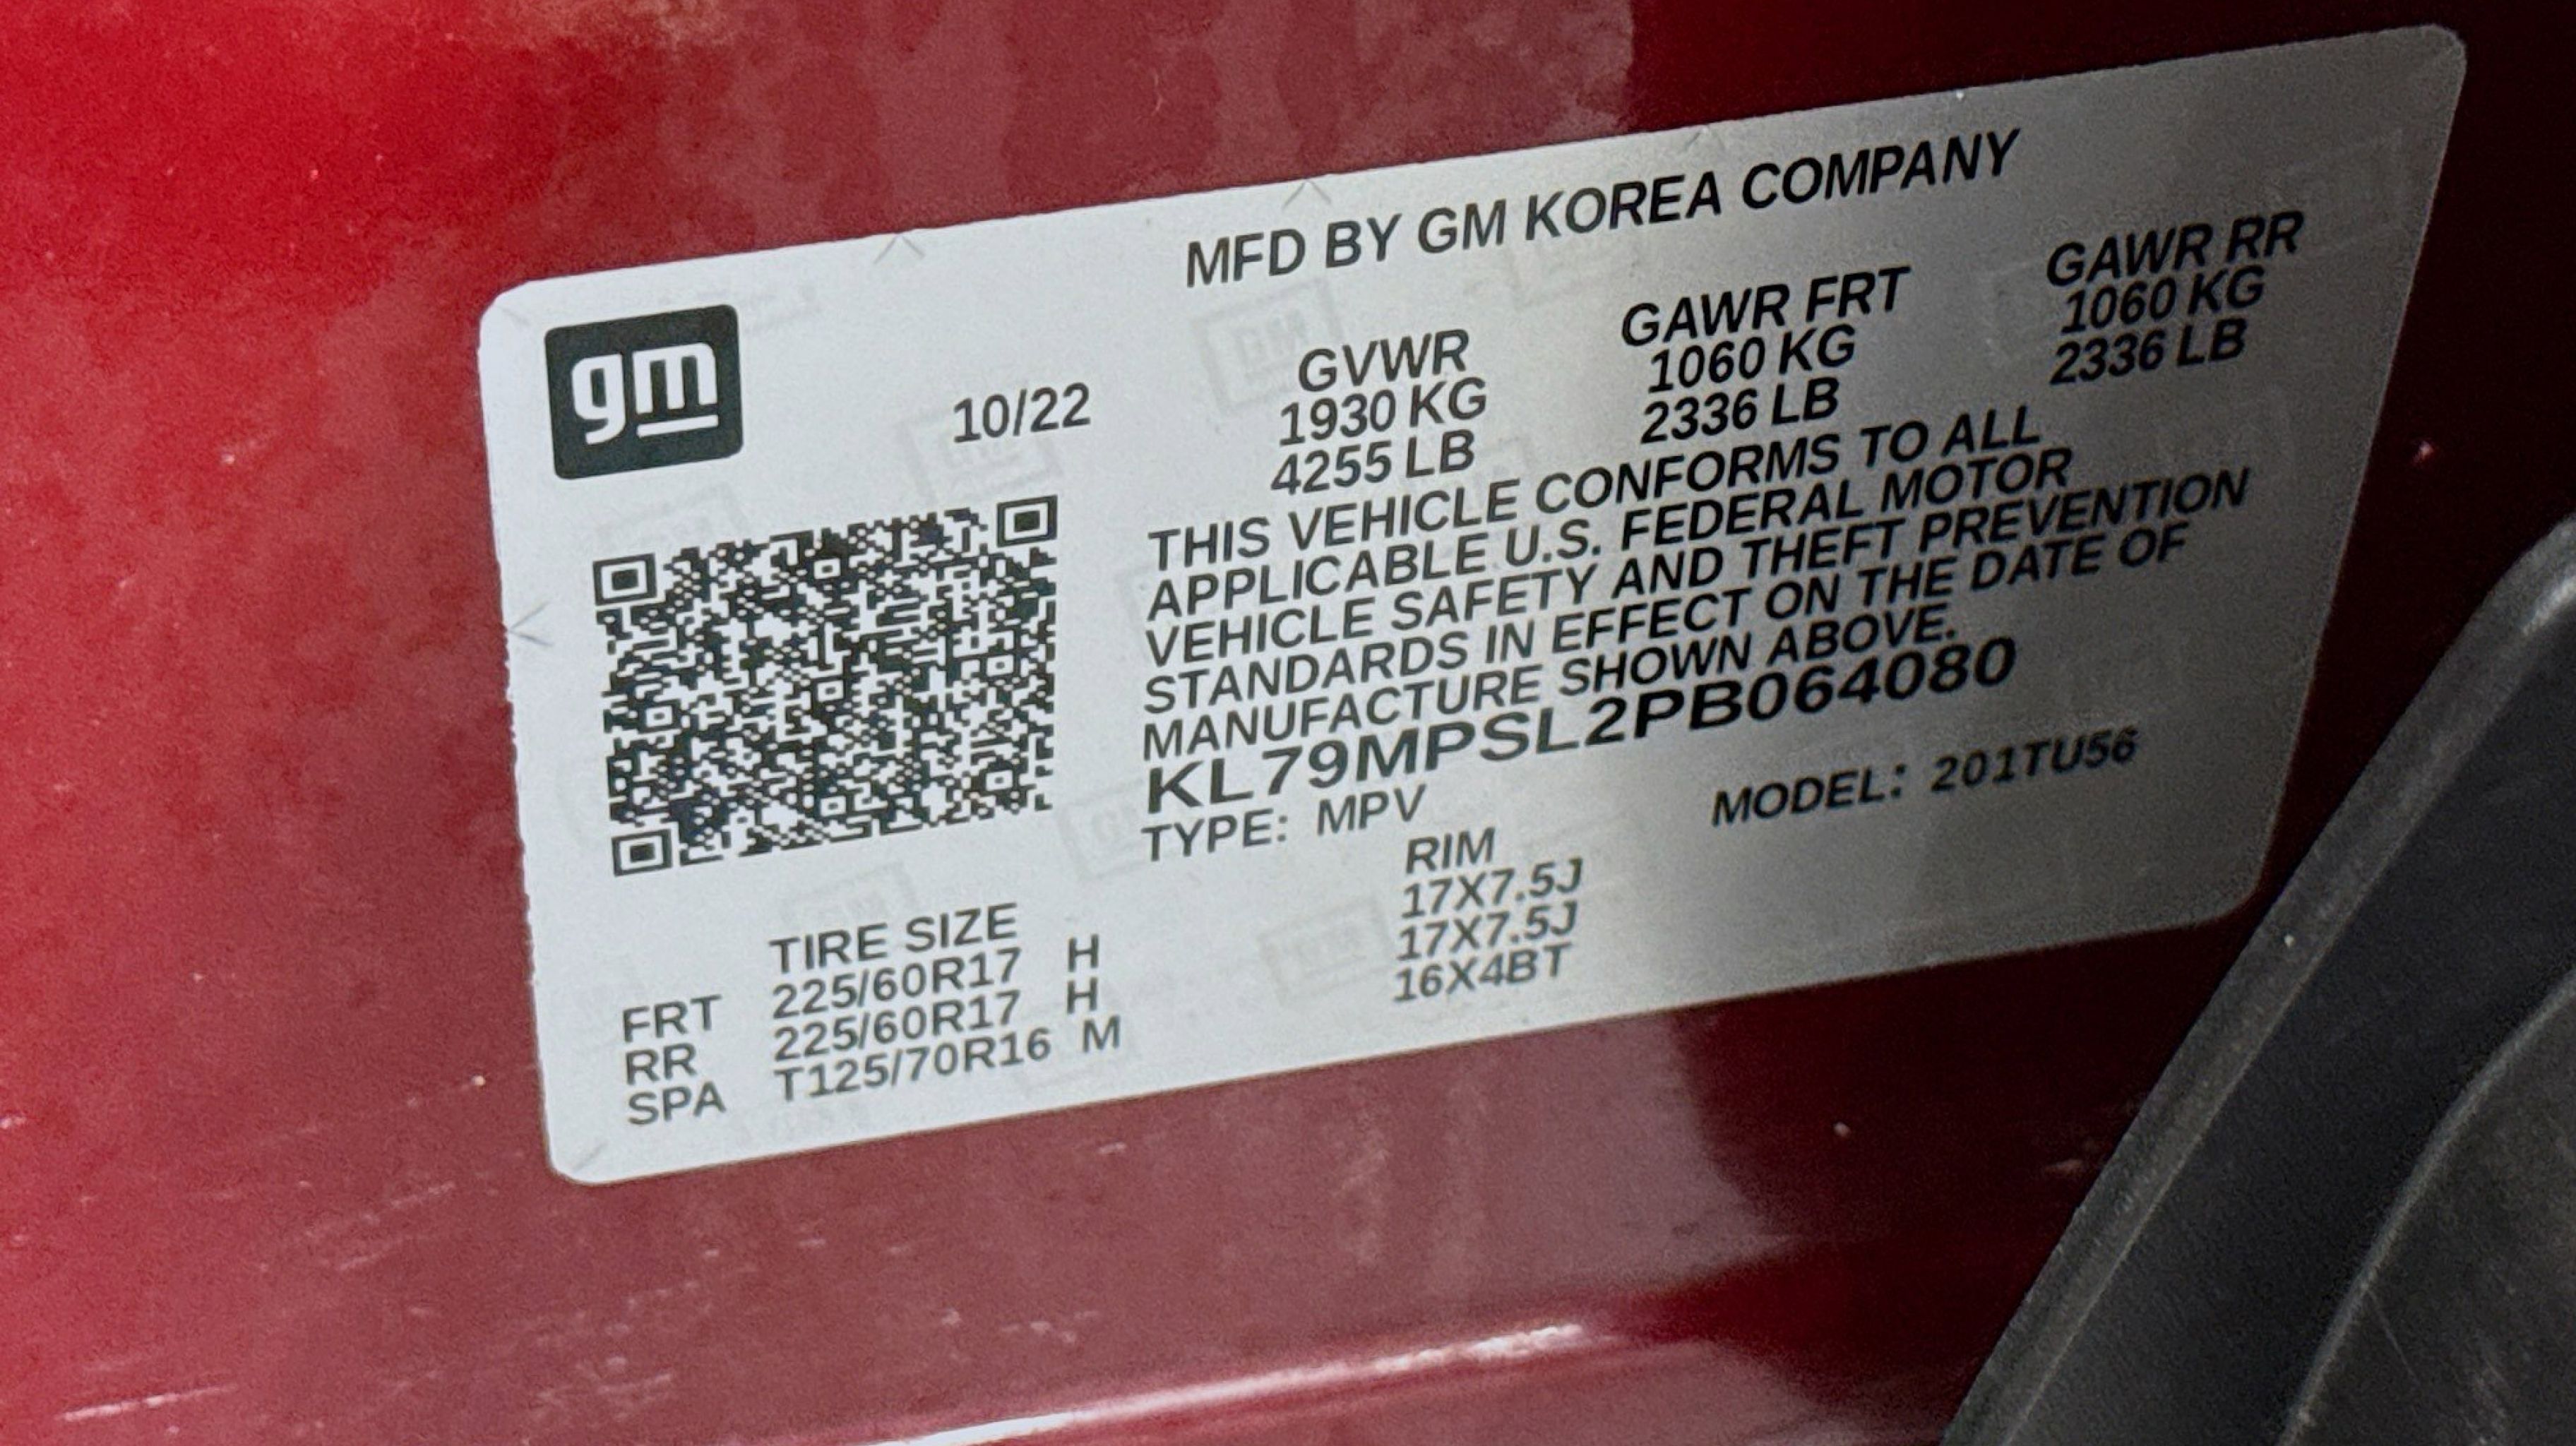 MFD BY GM KOREA COMPANY
gm
10/22
GVWR GAWR FRT GAWR RR
1930 KG 1060 KG 1060 KG
4255 LB 2336 LB 2336 LB
THIS VEHICLE CONFORMS TO ALL
APPLICABLE U.S. FEDERAL MOTOR
VEHICLE SAFETY AND THEFT PREVENTION
STANDARDS IN EFFECT ON THE DATE OF
MANUFACTURE SHOWN ABOVE.
KL79MPSL2PB064080
TYPE: MPV MODEL: 201TU56
TIRE SIZE RIM
FRT 225/60R17 H 17X7.5J
RR 225/60R17 H 17X7.5J
SPA T125/70R16 M 16X4BT